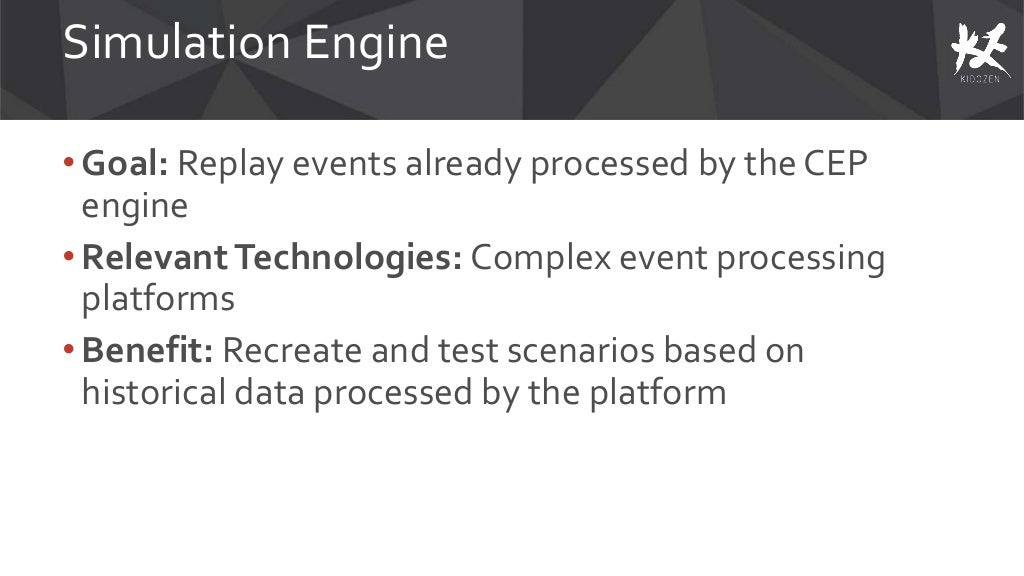 Simulation Engine
KIDOZEN
• Goal: Replay events already processed by the CEP
engine
• Relevant Technologies: Complex event processing
platforms
• Benefit: Recreate and test scenarios based on
historical data processed by the platform